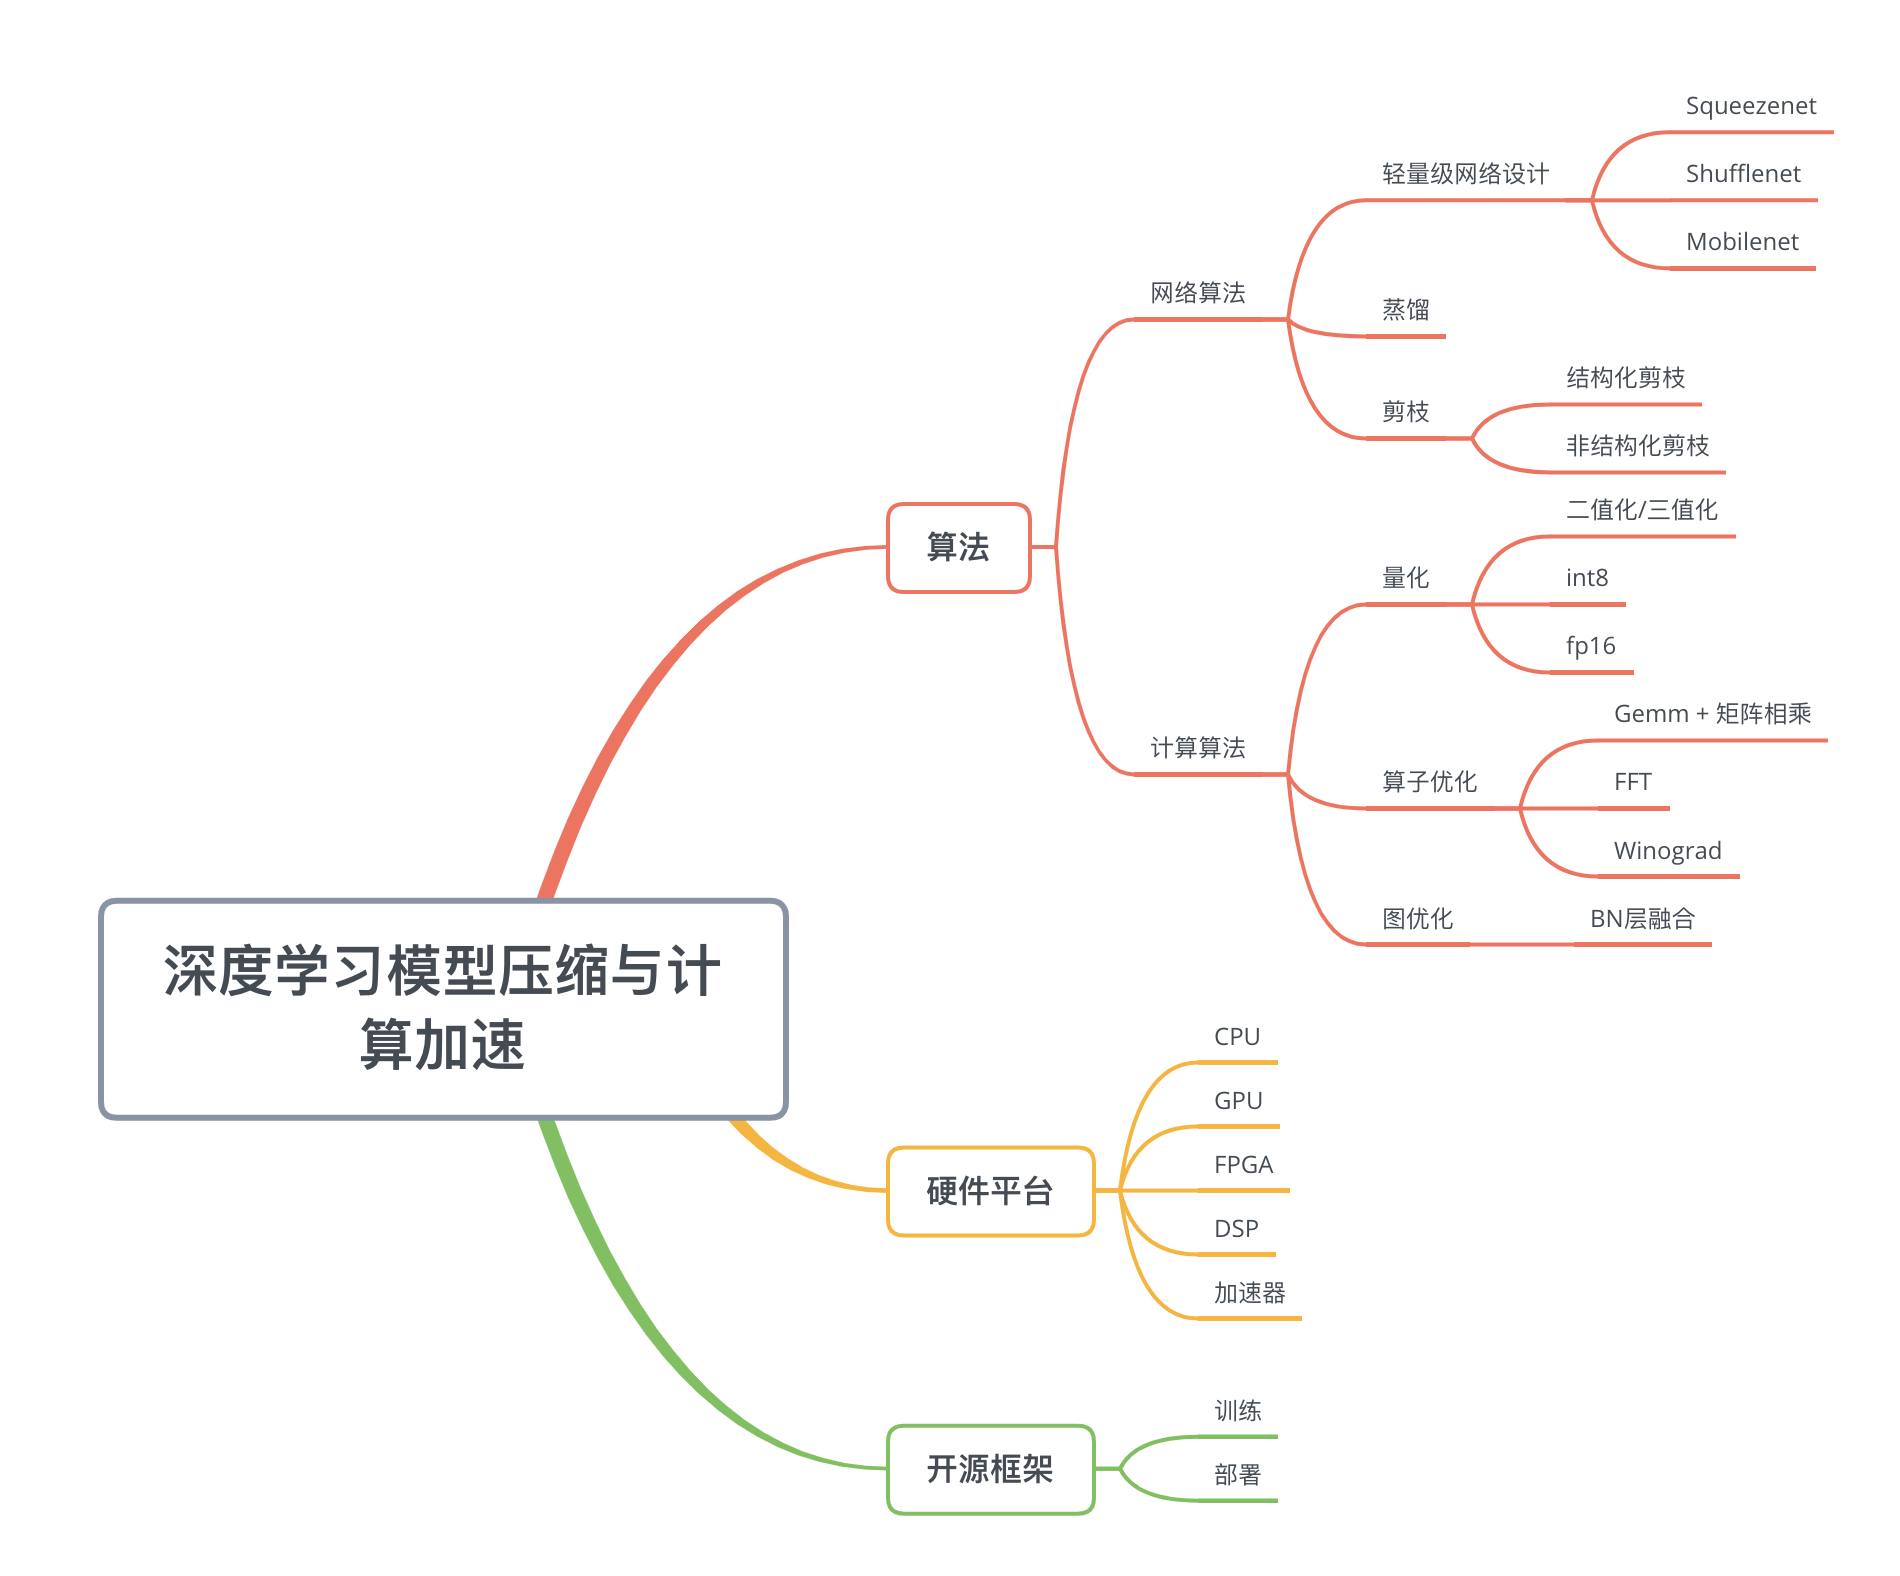 深度学习模型压缩与计
算加速
算法
网络算法
轻量级网络设计
Squeezenet
Shufflenet
Mobilenet
蒸馏
剪枝
结构化剪枝
非结构化剪枝
计算算法
量化
二值化/三值化
int8
fp16
算子优化
Gemm + 矩阵相乘
FFT
Winograd
图优化
BN层融合
硬件平台
CPU
GPU
FPGA
DSP
加速器
开源框架
训练
部署